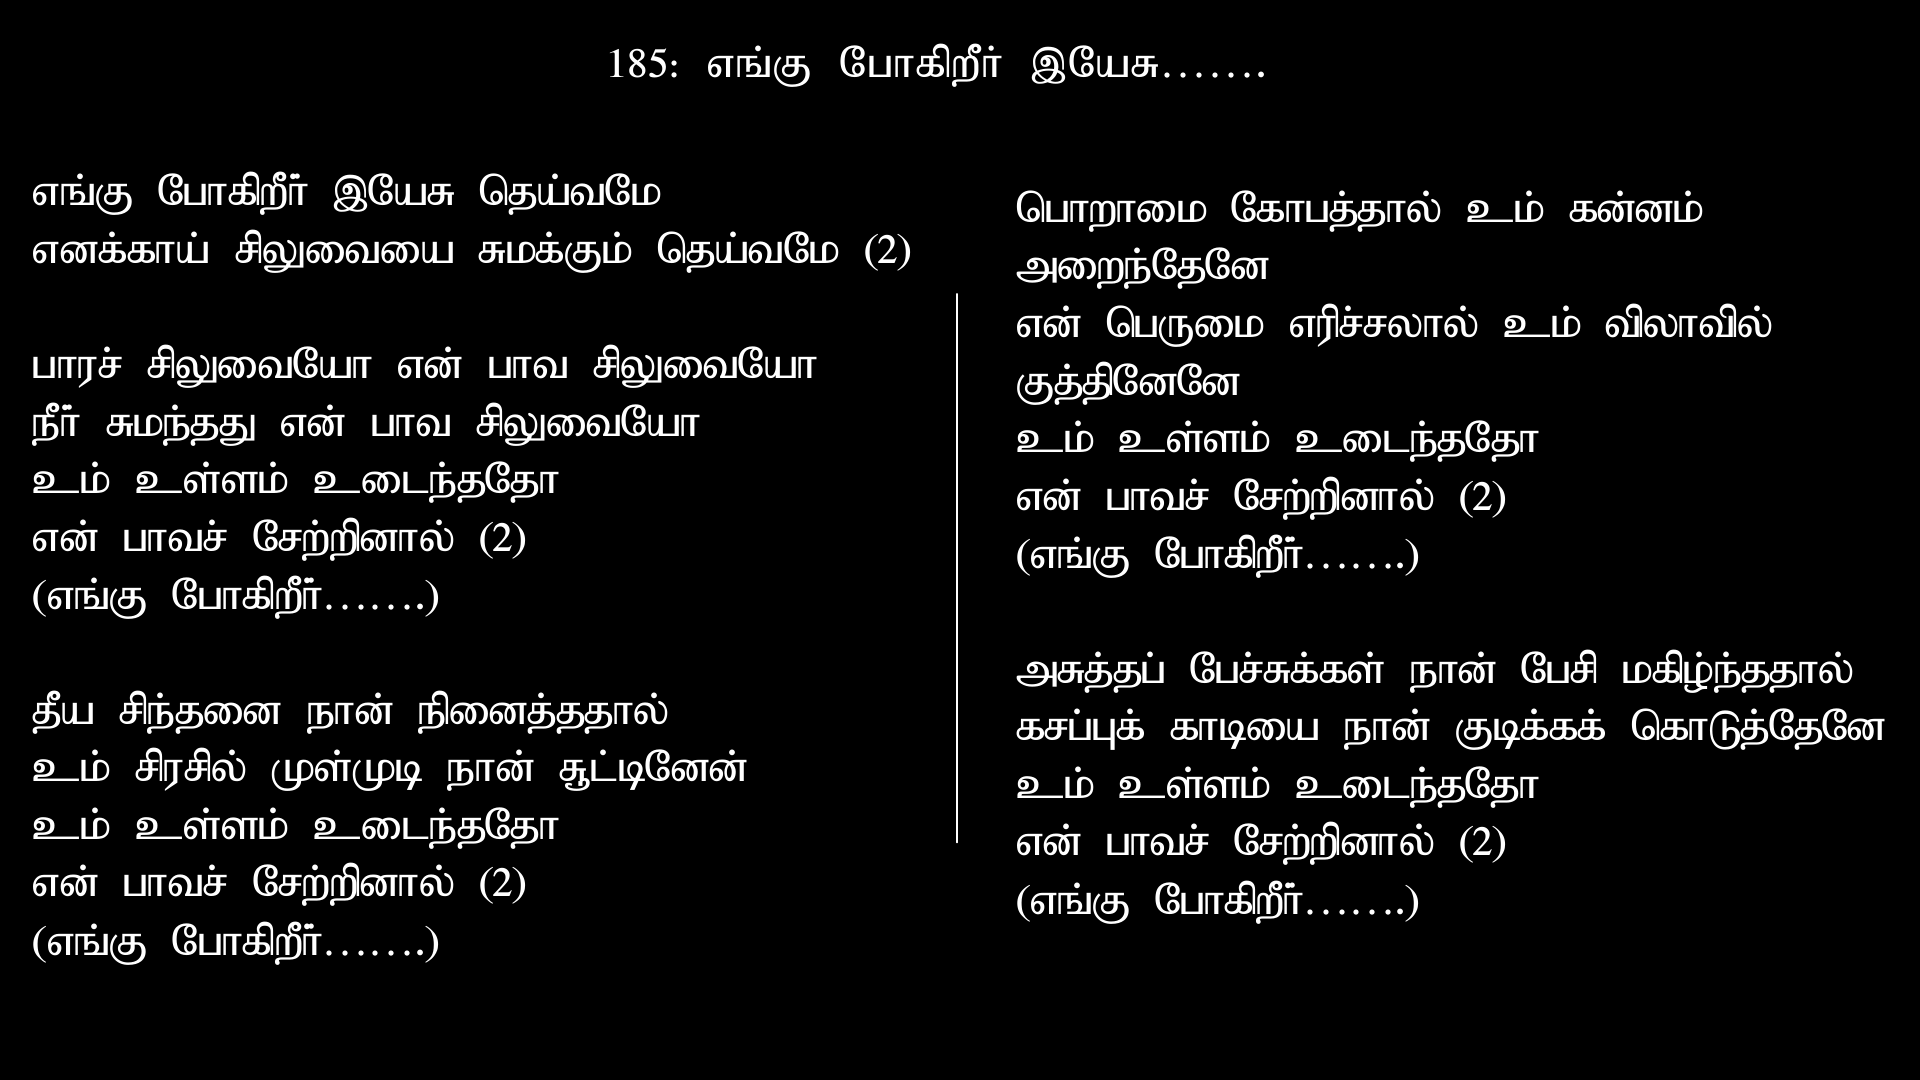 185: எங்கு போகிறீர் இயேசு…….
எங்கு போகிறீர் இயேசு தெய்வமே
எனக்காய் சிலுவையை சுமக்கும் தெய்வமே (2)
பாரச் சிலுவையோ என் பாவ சிலுவையோ
நீர் சுமந்தது என் பாவ சிலுவையோ
உம் உள்ளம் உடைந்ததோ
என் பாவச் சேற்றினால் (2)
(எங்கு போகிறீர்…….)
தீய சிந்தனை நான் நினைத்ததால்
உம் சிரசில் முள்முடி நான் சூட்டினேன்
உம் உள்ளம் உடைந்ததோ
என் பாவச் சேற்றினால் (2)
(எங்கு போகிறீர்…….)
பொறாமை கோபத்தால் உம் கன்னம்
அறைந்தேனே
என் பெருமை எரிச்சலால் உம் விலாவில்
குத்தினேனே
உம் உள்ளம் உடைந்ததோ
என் பாவச் சேற்றினால் (2)
(எங்கு போகிறீர்…….)
அசுத்தப் பேச்சுக்கள் நான் பேசி மகிழ்ந்ததால்
கசப்புக் காடியை நான் குடிக்கக் கொடுத்தேனே
உம் உள்ளம் உடைந்ததோ
என் பாவச் சேற்றினால் (2)
(எங்கு போகிறீர்…….)